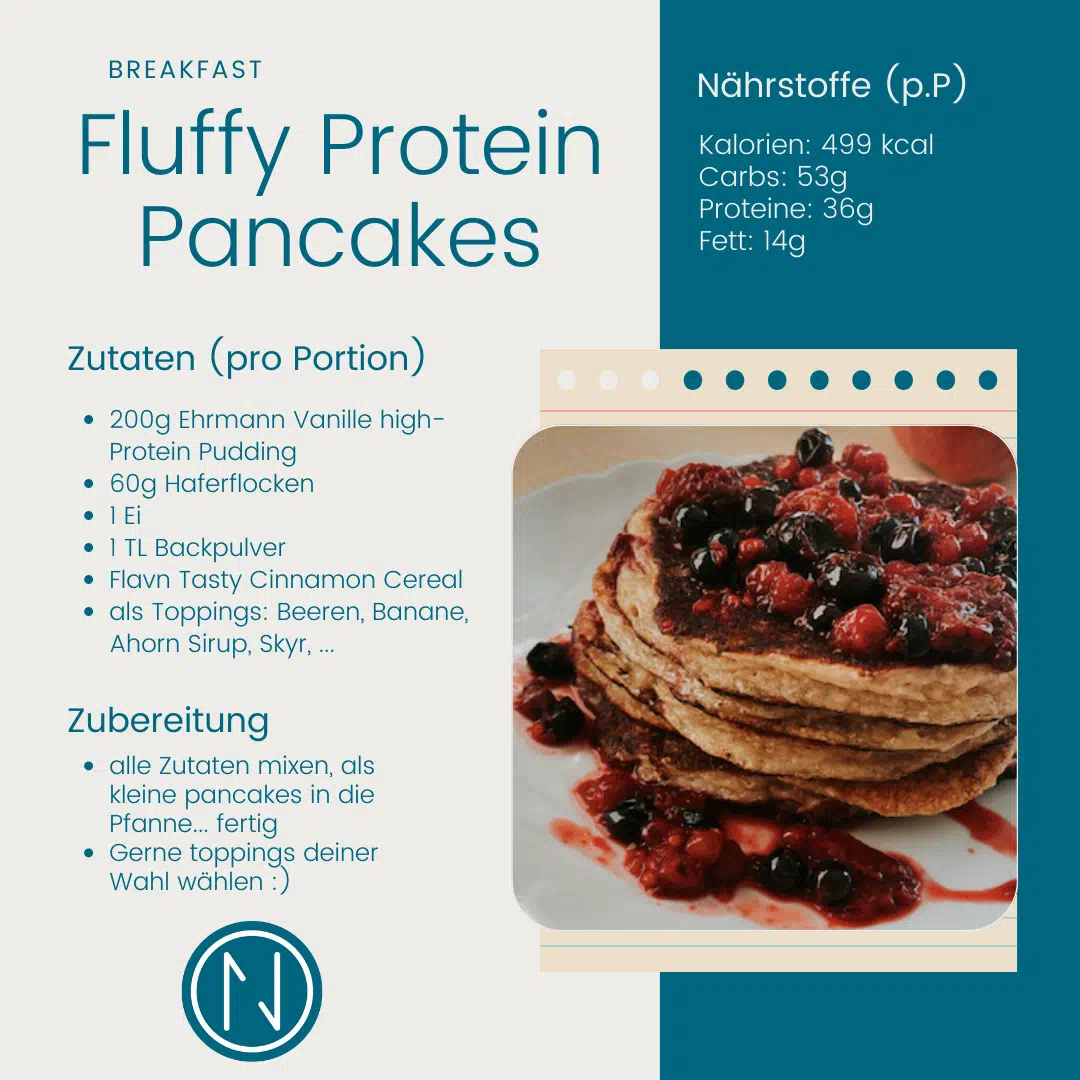 BREAKFAST
Fluffy Protein
Pancakes
Nährstoffe (p.P)
Kalorien: 499 kcal
Carbs: 53g
Proteine: 36g
Fett: 14g
Zutaten (pro Portion)
• 200g Ehrmann Vanille high-
Protein Pudding
• 60g Haferflocken
• 1 Ei
• 1 TL Backpulver
• Flavn Tasty Cinnamon Cereal
• als Toppings: Beeren, Banane,
Ahorn Sirup, Skyr, ...
Zubereitung
• alle Zutaten mixen, als
kleine pancakes in die
Pfanne... fertig
• Gerne toppings deiner
Wahl wählen :)
N